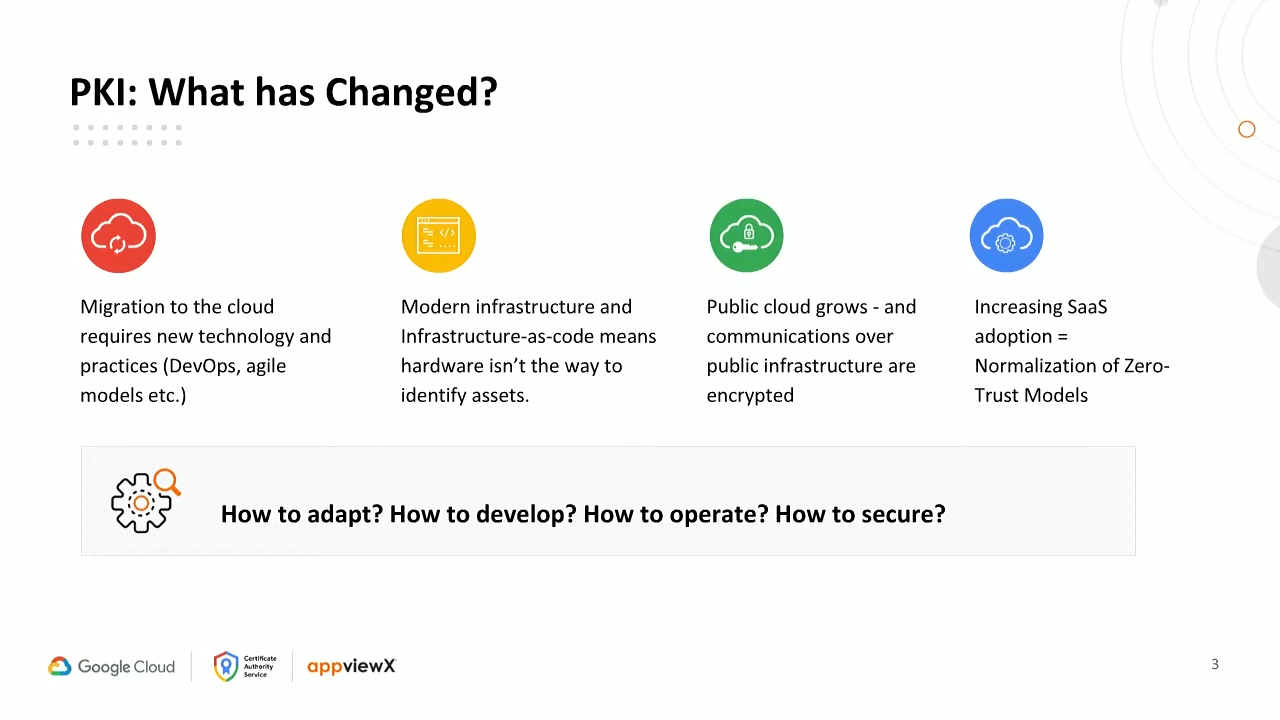 PKI: What has Changed?
Migration to the cloud
requires new technology and
practices (DevOps, agile
models etc.)
Modern infrastructure and
Infrastructure-as-code means
hardware isn’t the way to
identify assets.
Public cloud grows - and
communications over
public infrastructure are
encrypted
Increasing SaaS
adoption =
Normalization of Zero-
Trust Models
How to adapt? How to develop? How to operate? How to secure?
Google Cloud
Certificate
Authority
Service
appviewX
3